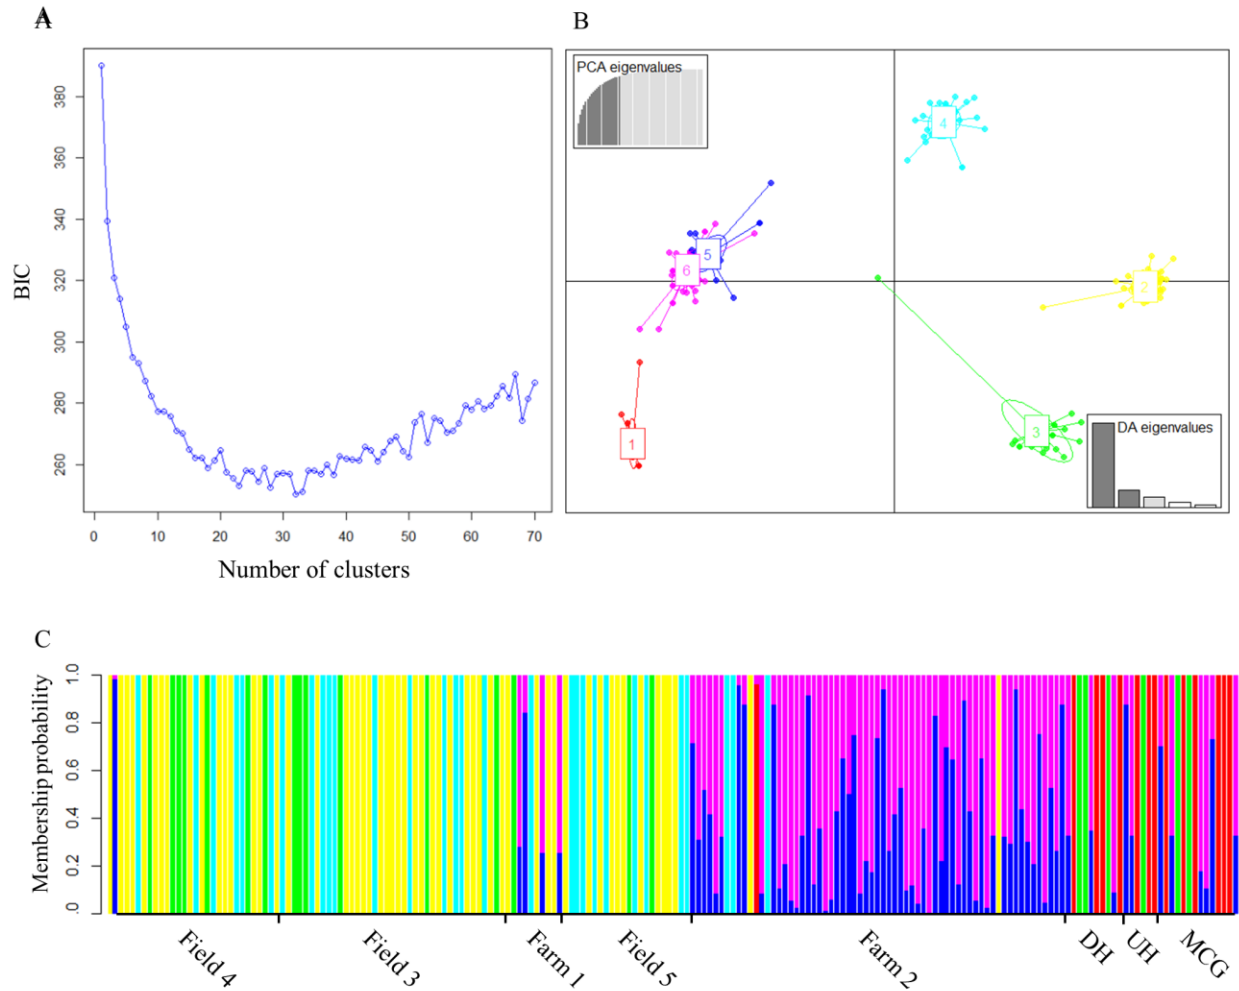 A
B
BIC
380
360
340
320
300
280
260
0 10 20 30 40 50 60 70
Number of clusters
PCA eigenvalues
4
5
6
2
3
1
DA eigenvalues
C
Membership probability
1.0
0.8
0.6
0.4
0.2
.0
Field 4
Field 3
Farm 1
Field 5
Farm 2
DH
UH
MCG